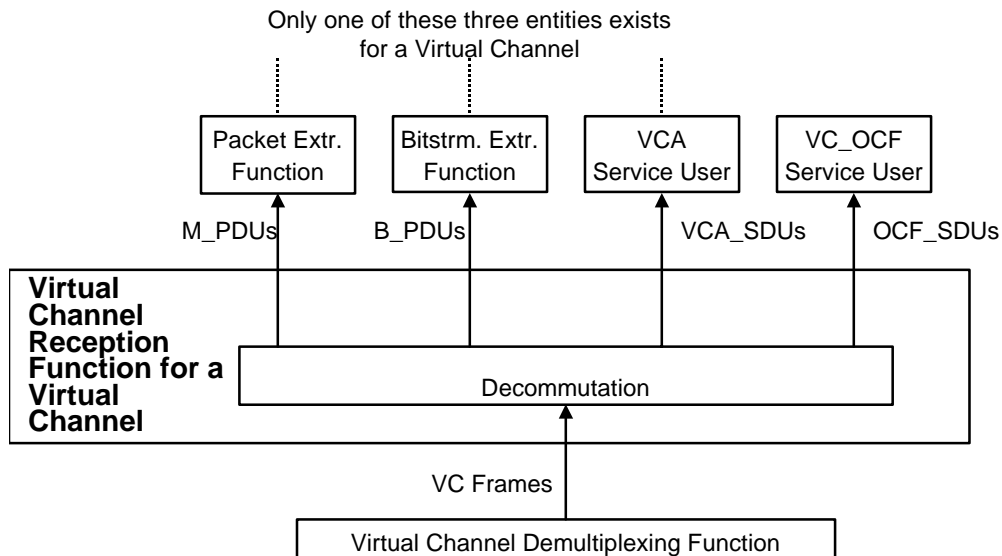 Only one of these three entities exists
for a Virtual Channel
Packet Extr.
Function
Bitstrm. Extr.
Function
VCA
Service User
VC_OCF
Service User
M_PDUs
B_PDUs
VCA_SDUs
OCF_SDUs
Virtual
Channel
Reception
Function for a
Virtual
Channel
Decommutation
VC Frames
Virtual Channel Demultiplexing Function